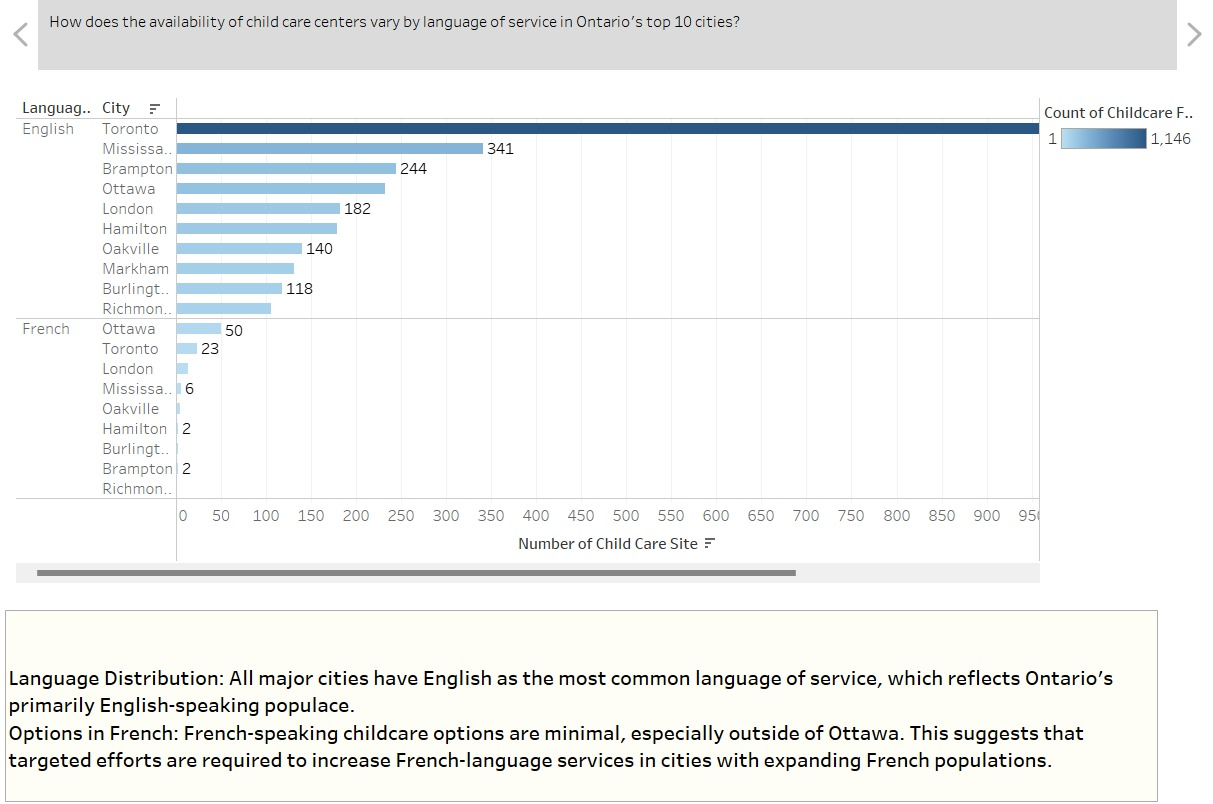 How does the availability of child care centers vary by language of service in Ontario's top 10 cities?
Languag.. City
Count of Childcare F..
1 1,146
English Toronto
Mississa.. 341
Brampton 244
Ottawa
London 182
Hamilton
Oakville 140
Markham
Burlingt.. 118
Richmon..
French Ottawa 50
Toronto 23
London
Mississa.. 6
Oakville
Hamilton 2
Burlingt..
Brampton 2
Richmon..
0 50 100 150 200 250 300 350 400 450 500 550 600 650 700 750 800 850 900 950
Number of Child Care Site
Language Distribution: All major cities have English as the most common language of service, which reflects Ontario's
primarily English-speaking populace.
Options in French: French-speaking childcare options are minimal, especially outside of Ottawa. This suggests that
targeted efforts are required to increase French-language services in cities with expanding French populations.